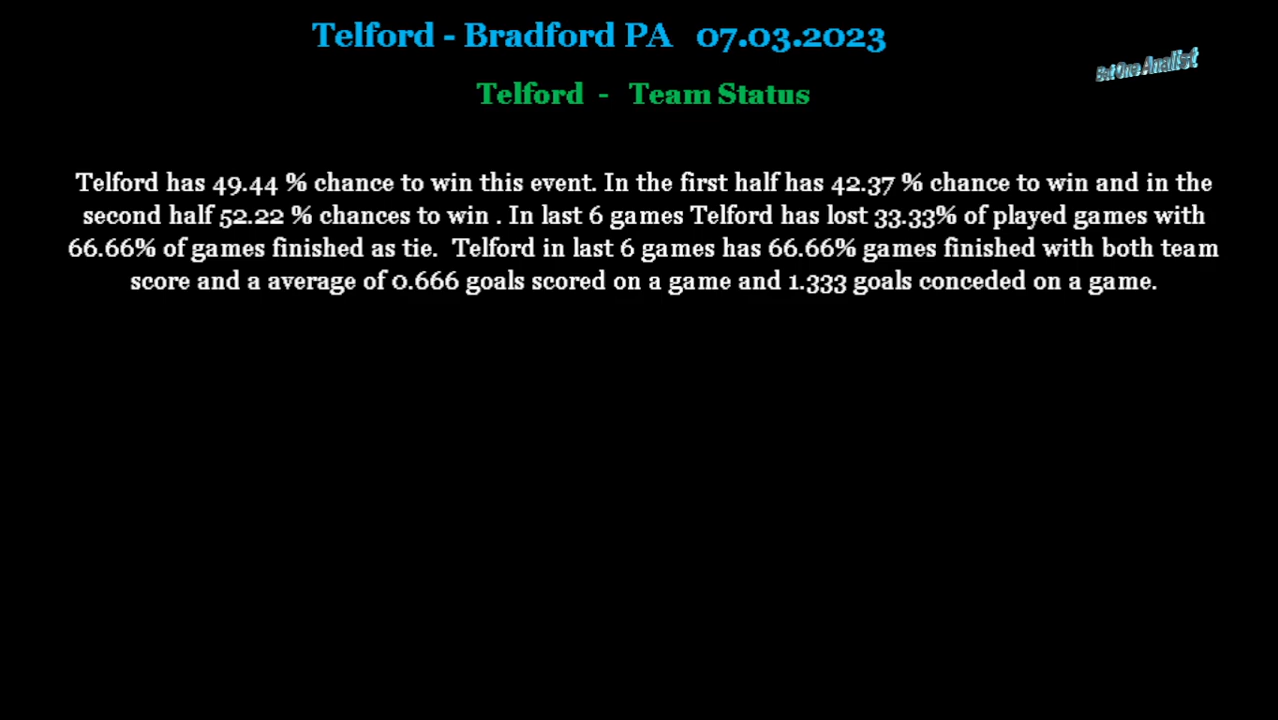 Telford - Bradford PA 07.03.2023
Bet One Analist
Telford - Team Status
Telford has 49.44 % chance to win this event. In the first half has 42.37 % chance to win and in the
second half 52.22 % chances to win . In last 6 games Telford has lost 33.33% of played games with
66.66% of games finished as tie. Telford in last 6 games has 66.66% games finished with both team
score and a average of 0.666 goals scored on a game and 1.333 goals conceded on a game.